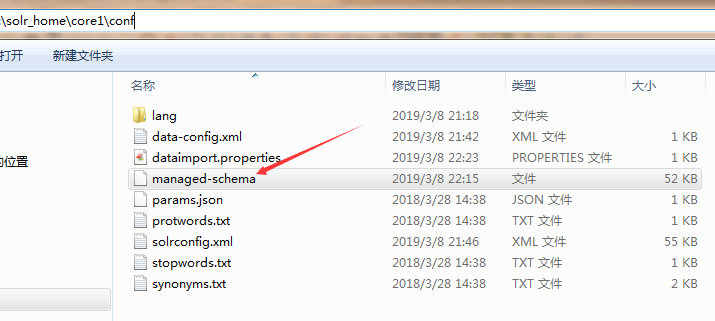 \solr_home\core1\conf
打开 新建文件夹
名称 修改日期 类型 大小
lang 2019/3/8 21:18 文件夹
data-config.xml 2019/3/8 21:42 XML 文件 1 KB
dataimport.properties 2019/3/8 22:23 PROPERTIES 文件 1 KB
的位置
managed-schema 2019/3/8 22:15 文件 52 KB
params.json 2018/3/28 14:38 JSON 文件 1 KB
protwords.txt 2018/3/28 14:38 TXT 文件 1 KB
solrconfig.xml 2019/3/8 21:46 XML 文件 55 KB
stopwords.txt 2018/3/28 14:38 TXT 文件 1 KB
synonyms.txt 2018/3/28 14:38 TXT 文件 2 KB